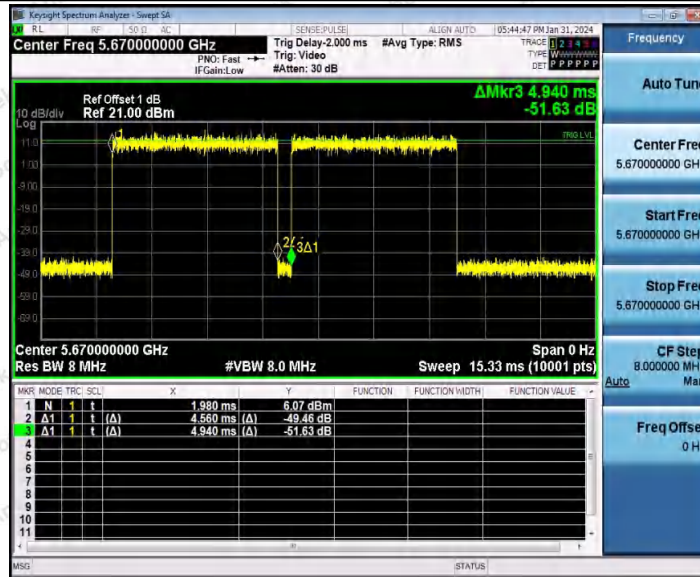 Keysight Spectrum Analyzer - Swept SA
RL RF 50 Ω AC SENSE:PULSE ALIGN AUTO 05:44:47 PM Jan 31, 2024
Center Freq 5.670000000 GHz
PNO: Fast
IFGain:Low
Trig Delay-2.000 ms
Trig: Video
#Atten: 30 dB
#Avg Type: RMS
TRACE 1 2 3 4 5 6
TYPE
DET P P P P P P
Frequency
Auto Tune
Center Freq
5.670000000 GH
Start Freq
5.670000000 GH
Stop Freq
5.670000000 GH
CF Step
8.000000 MH
Auto Ma
Freq Offse
0 H
ΔMkr3 4.940 ms
-51.63 dB
10 dB/div
Log
Ref Offset 1 dB
Ref 21.00 dBm
11.0
1.00
-9.00
-19.0
-29.0
-39.0
-49.0
-59.0
-69.0
TRIG LVL
1
3Δ1
Center 5.670000000 GHz Span 0 Hz
Res BW 8 MHz #VBW 8.0 MHz Sweep 15.33 ms (10001 pts)
MKR MODE TRC SCL X Y FUNCTION FUNCTION WIDTH FUNCTION VALUE
1 N 1 t 1.980 ms 6.07 dBm
2 Δ1 1 t (Δ) 4.560 ms (Δ) -49.46 dB
3 Δ1 1 t (Δ) 4.940 ms (Δ) -51.63 dB
4
5
6
7
8
9
10
11
MSG STATUS